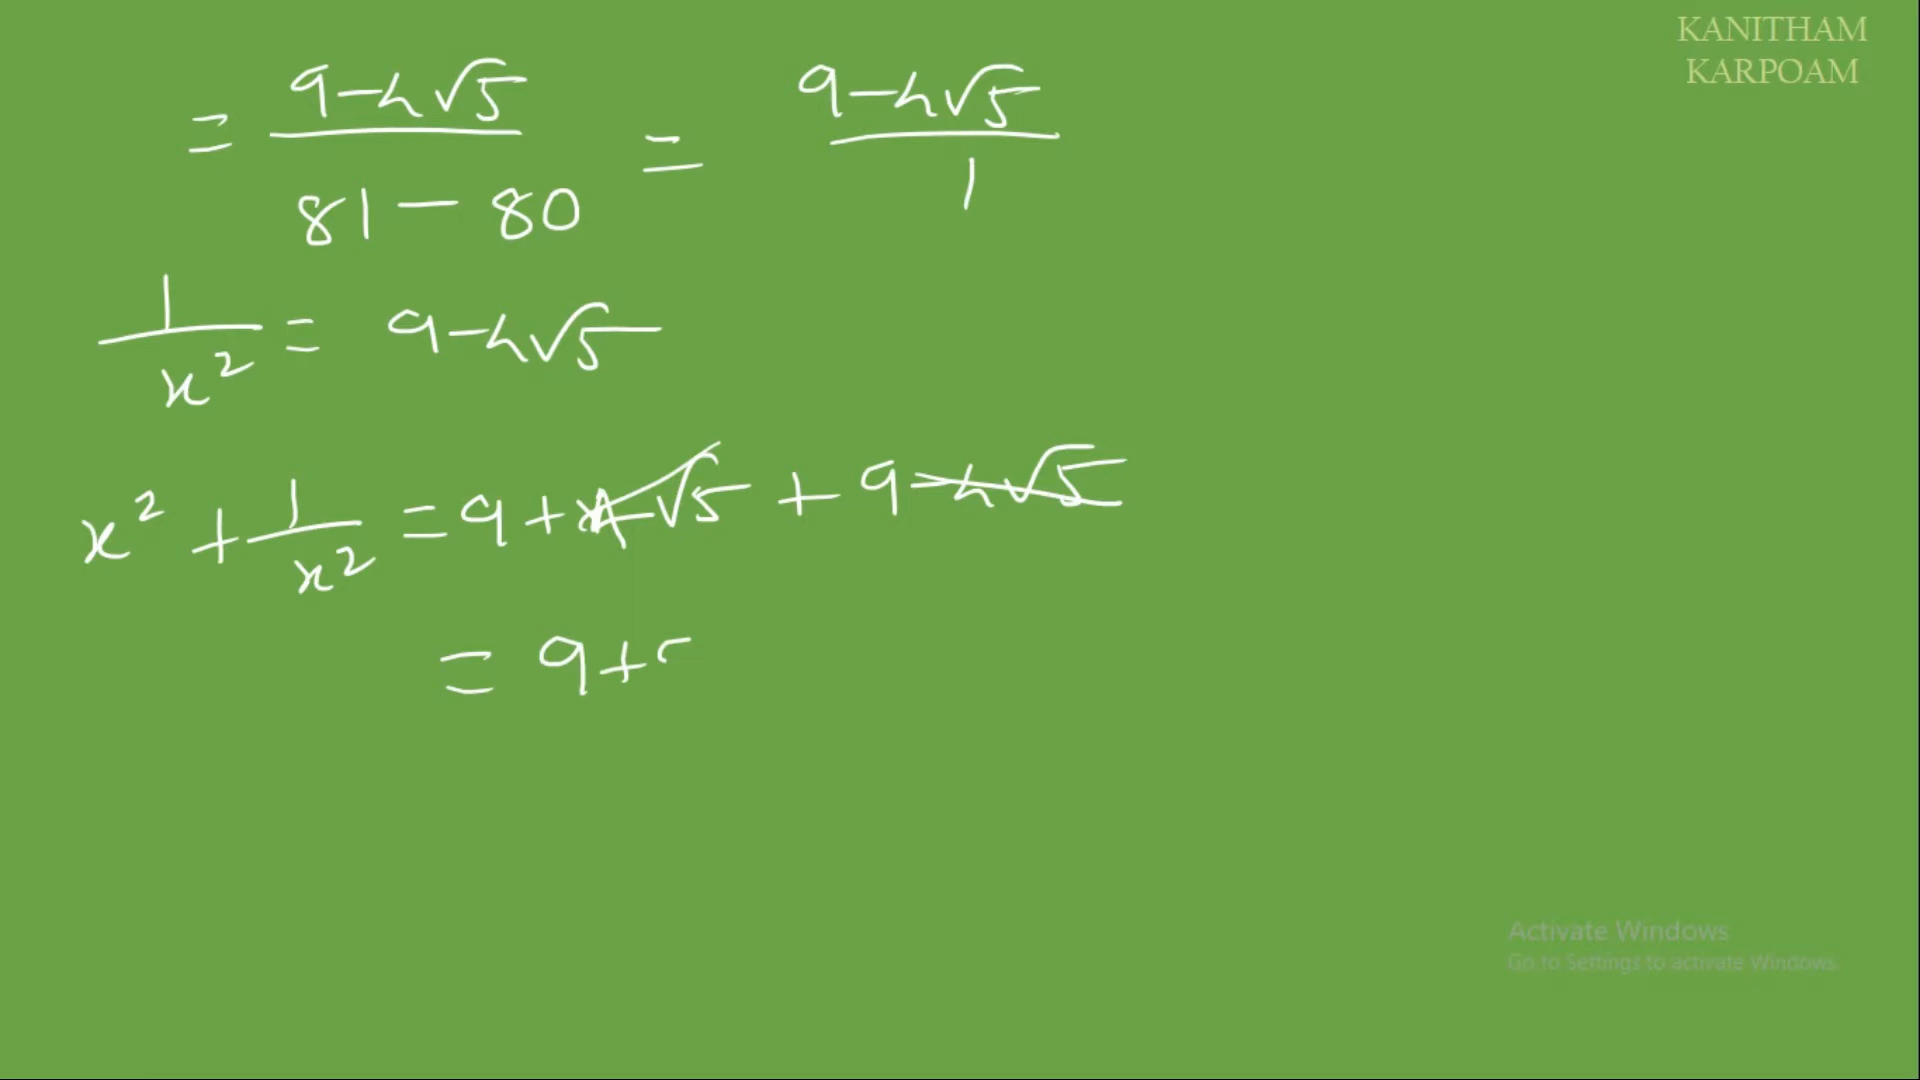 KANITHAM
KARPOAM
= 9-4√5 / 81-80 = 9-4√5 / 1
1/x² = 9-4√5
x² + 1/x² = 9+4√5 + 9-4√5
= 9+
Activate Windows
Go to Settings to activate Windows.